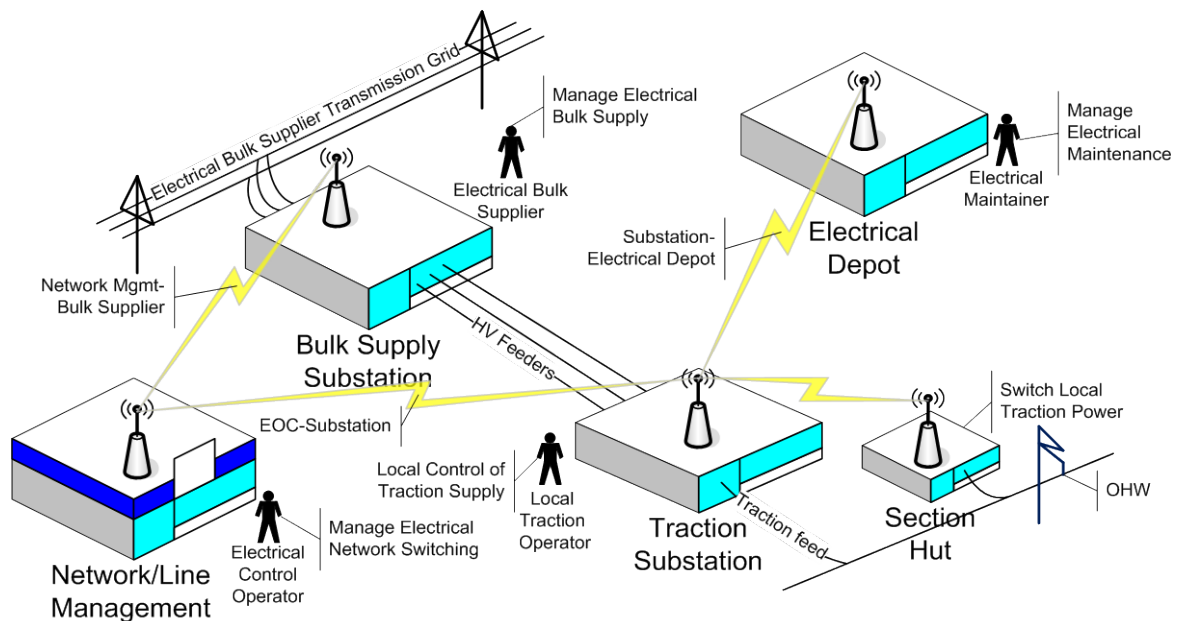 Electrical Bulk Supplier Transmission Grid
Manage Electrical
Bulk Supply
Electrical Bulk
Supplier
Manage
Electrical
Maintenance
Electrical
Maintainer
Electrical
Depot
Substation-
Electrical Depot
Network Mgmt-
Bulk Supplier
Bulk Supply
Substation
HV Feeders
EOC-Substation
Switch Local
Traction Power
Local Control of
Traction Supply
Local
Traction
Operator
Traction
Substation
Traction feed
Section
Hut
OHW
Manage Electrical
Network Switching
Electrical
Control
Operator
Network/Line
Management